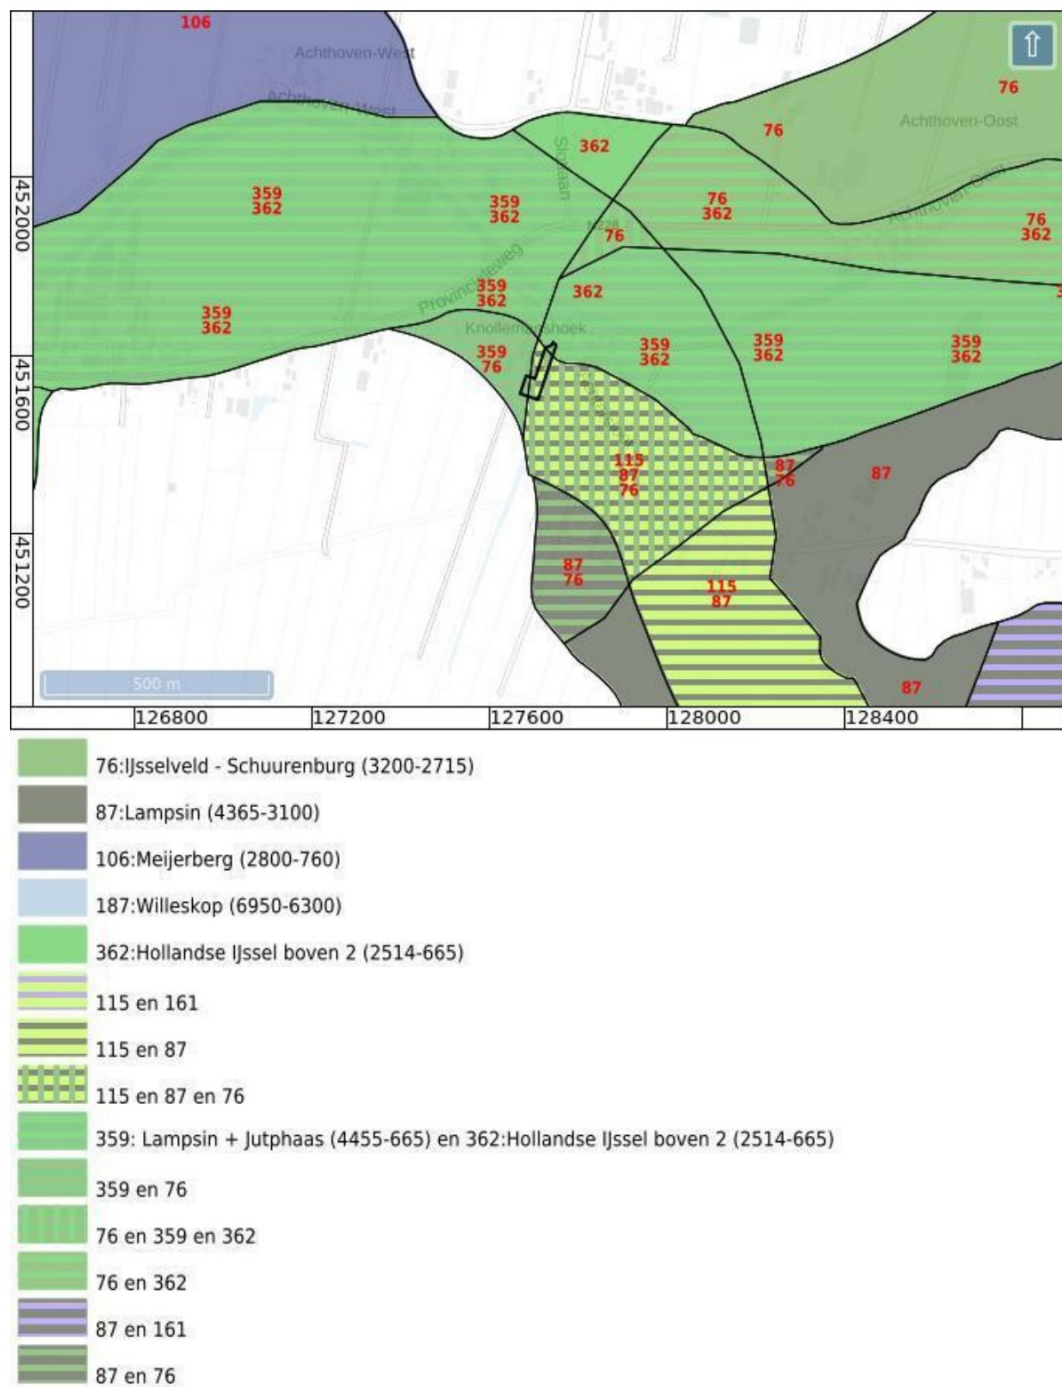 106
Achthoven-West
76
Achthoven-West
Achthoven-Oost
76
362
Slotlaan
359
362
359
362
76
362
Achthoven-Oost
76
362
N228
76
452000
Provincialeweg
359
362
362
359
362
Knollemanshoek
359
76
359
362
359
362
359
362
451600
115
87
76
87
76
87
87
76
115
87
451200
500 m
87
126800
127200
127600
128000
128400
76:IJsselveld - Schuurenburg (3200-2715)
87:Lampsin (4365-3100)
106:Meijerberg (2800-760)
187:Willeskop (6950-6300)
362:Hollandse IJssel boven 2 (2514-665)
115 en 161
115 en 87
115 en 87 en 76
359: Lampsin + Jutphaas (4455-665) en 362:Hollandse IJssel boven 2 (2514-665)
359 en 76
76 en 359 en 362
76 en 362
87 en 161
87 en 76